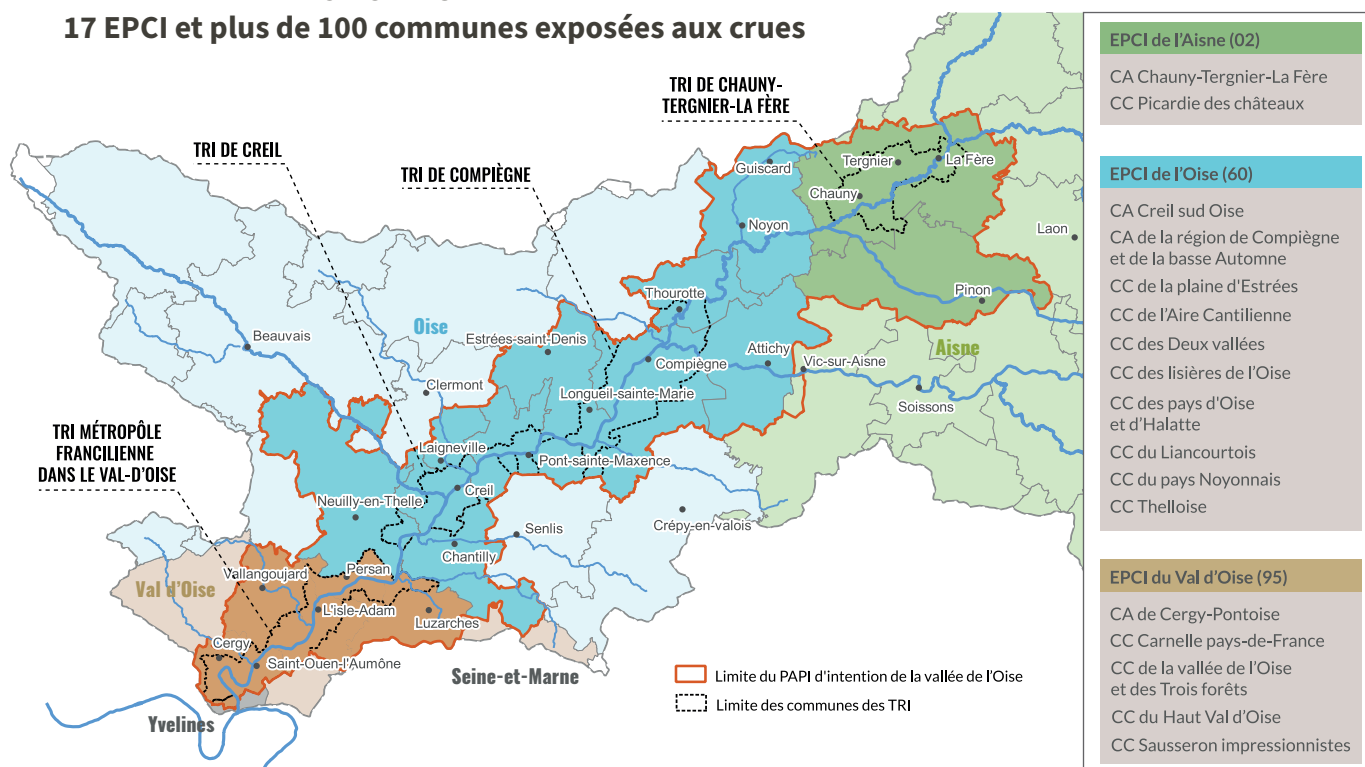 17 EPCI et plus de 100 communes exposées aux crues
TRI DE CHAUNY-
TERGNIER-LA FÈRE
TRI DE CREIL
TRI DE COMPIÈGNE
TRI MÉTROPOLE
FRANCILIENNE
DANS LE VAL-D'OISE
Guiscard
Tergnier
La Fère
Chauny
Noyon
Laon
Pinon
Thourotte
Beauvais
Oise
Estrées-saint-Denis
Aisne
Compiègne
Attichy
Vic-sur-Aisne
Clermont
Longueil-sainte-Marie
Soissons
Laigneville
Pont-sainte-Maxence
Creil
Neuilly-en-Thelle
Senlis
Crépy-en-valois
Chantilly
Persan
Vallangoujard
Val d'Oise
L'isle-Adam
Luzarches
Cergy
Saint-Ouen-l'Aumône
Seine-et-Marne
Yvelines
Limite du PAPI d'intention de la vallée de l'Oise
Limite des communes des TRI
EPCI de l'Aisne (02)
CA Chauny-Tergnier-La Fère
CC Picardie des châteaux
EPCI de l'Oise (60)
CA Creil sud Oise
CA de la région de Compiègne
et de la basse Automne
CC de la plaine d'Estrées
CC de l'Aire Cantilienne
CC des Deux vallées
CC des lisières de l'Oise
CC des pays d'Oise
et d'Halatte
CC du Liancourtois
CC du pays Noyonnais
CC Thelloise
EPCI du Val d'Oise (95)
CA de Cergy-Pontoise
CC Carnelle pays-de-France
CC de la vallée de l'Oise
et des Trois forêts
CC du Haut Val d'Oise
CC Sausseron impressionnistes